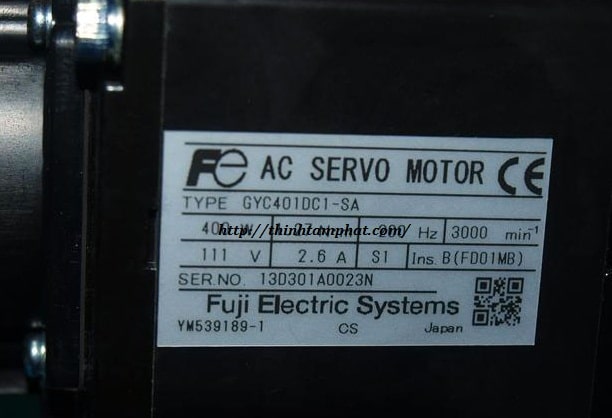 Fe AC SERVO MOTOR CE
TYPE GYC401DC1-SA
400 W Hz 3000 min⁻¹
http://thinhtamphat.com/
111 V 2.6 A S1 Ins. B(FD01MB)
SER.NO. 13D301A0023N
Fuji Electric Systems
YM539189-1 CS Japan